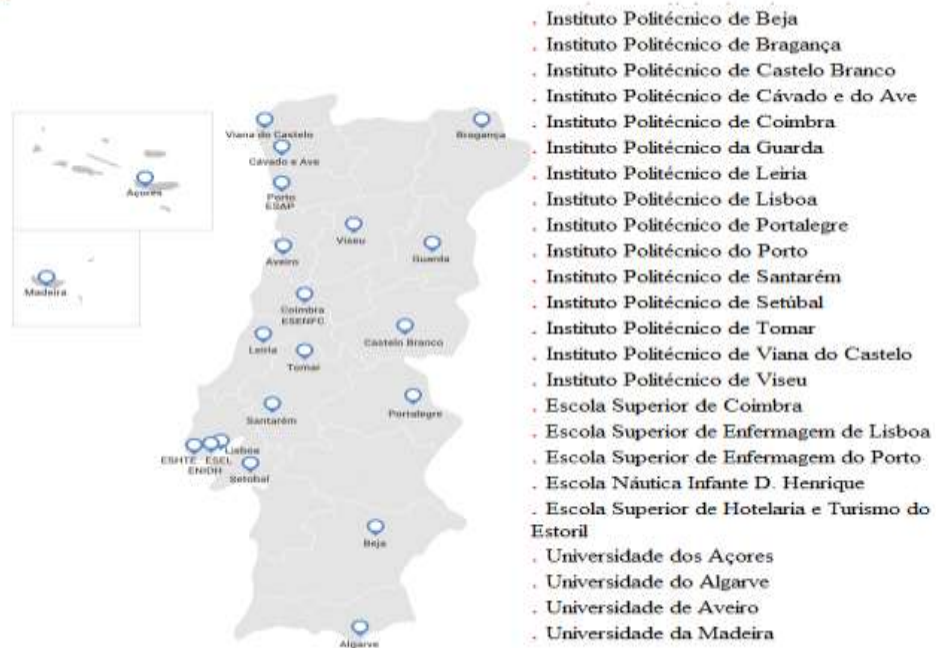 Viana do Castelo
Bragança
Cávado e Ave
Açores
Porto
ESAP
Viseu
Guarda
Aveiro
Madeira
Coimbra
ESENFC
Castelo Branco
Leiria
Tomar
Portalegre
Santarém
Lisboa
ESHTE ESEL
ENIDH
Setobal
Beja
Algarve
. Instituto Politécnico de Beja
. Instituto Politécnico de Bragança
. Instituto Politécnico de Castelo Branco
. Instituto Politécnico de Cávado e do Ave
. Instituto Politécnico de Coimbra
. Instituto Politécnico da Guarda
. Instituto Politécnico de Leiria
. Instituto Politécnico de Lisboa
. Instituto Politécnico de Portalegre
. Instituto Politécnico do Porto
. Instituto Politécnico de Santarém
. Instituto Politécnico de Setúbal
. Instituto Politécnico de Tomar
. Instituto Politécnico de Viana do Castelo
. Instituto Politécnico de Viseu
. Escola Superior de Coimbra
. Escola Superior de Enfermagem de Lisboa
. Escola Superior de Enfermagem do Porto
. Escola Náutica Infante D. Henrique
. Escola Superior de Hotelaria e Turismo do
Estoril
. Universidade dos Açores
. Universidade do Algarve
. Universidade de Aveiro
. Universidade da Madeira